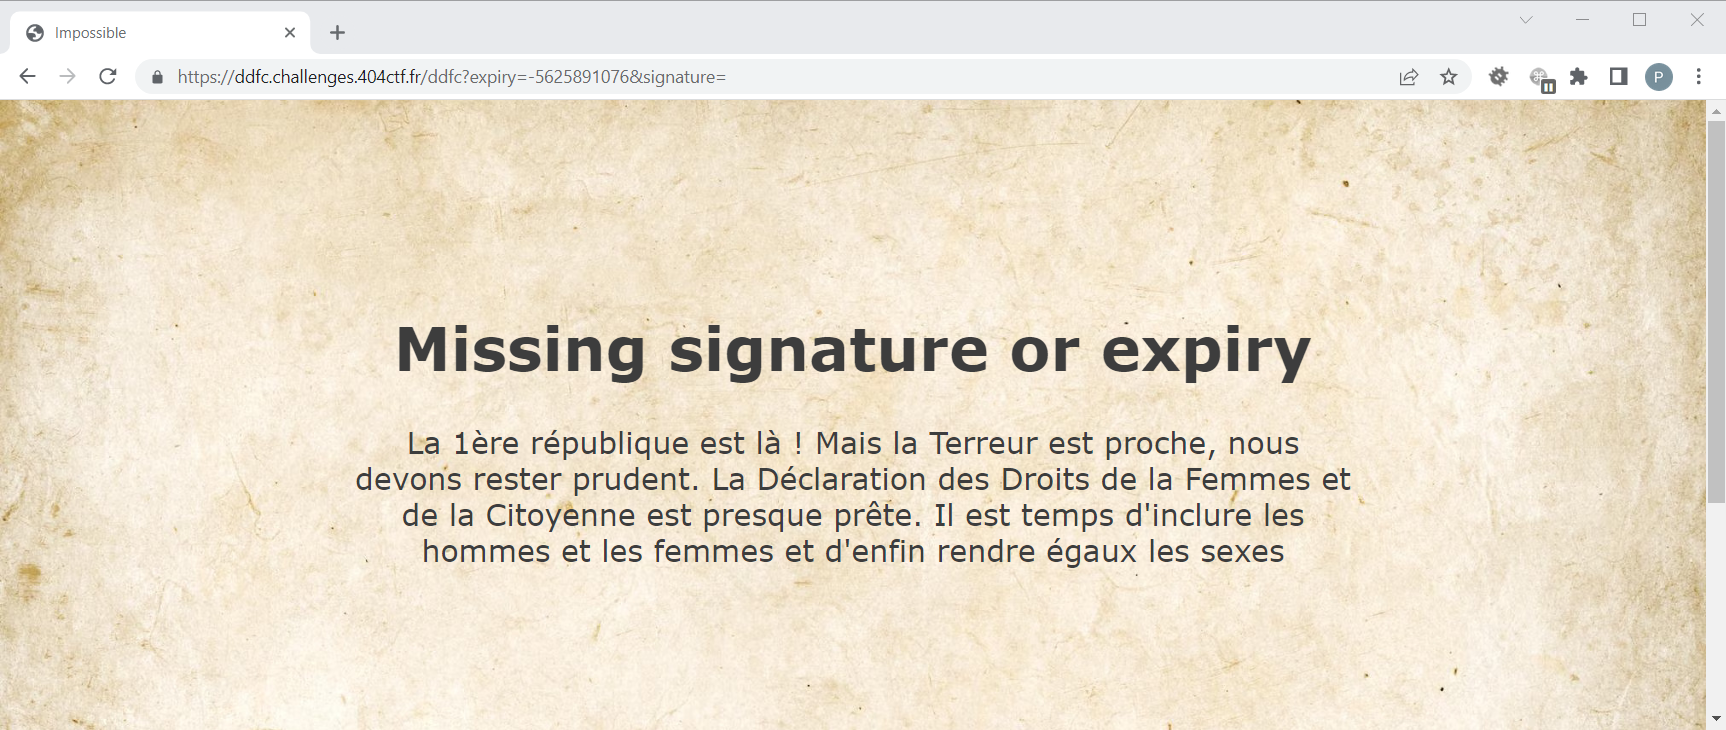 Impossible
https://ddfc.challenges.404ctf.fr/ddfc?expiry=-5625891076&signature=
P
Missing signature or expiry
La 1ère république est là ! Mais la Terreur est proche, nous
devons rester prudent. La Déclaration des Droits de la Femmes et
de la Citoyenne est presque prête. Il est temps d'inclure les
hommes et les femmes et d'enfin rendre égaux les sexes